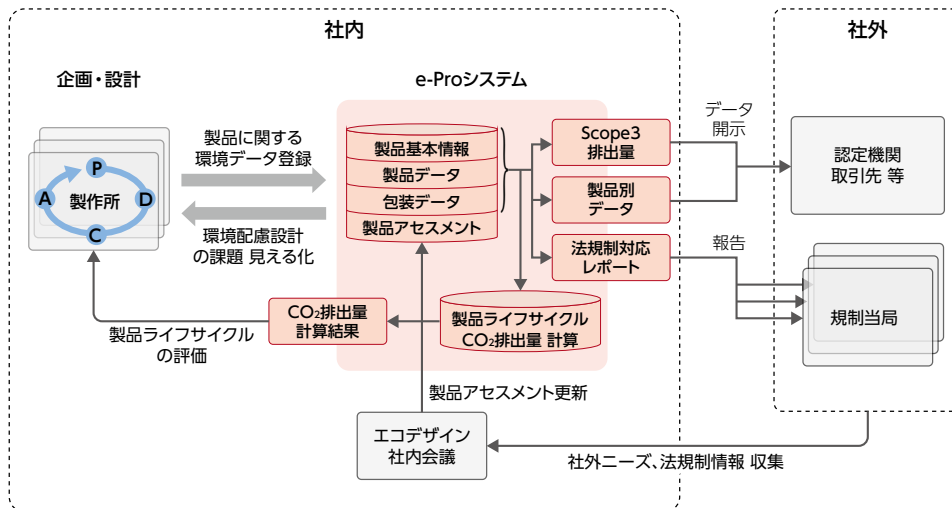 社内
社外
企画・設計
e-Proシステム
P
A
D
C
製作所
製品に関する
環境データ登録
環境配慮設計
の課題 見える化
製品基本情報
製品データ
包装データ
製品アセスメント
Scope3
排出量
製品別
データ
法規制対応
レポート
データ
開示
認定機関
取引先 等
報告
規制当局
CO₂排出量
計算結果
製品ライフサイクル
CO₂排出量 計算
製品ライフサイクル
の評価
製品アセスメント更新
エコデザイン
社内会議
社外ニーズ、法規制情報 収集